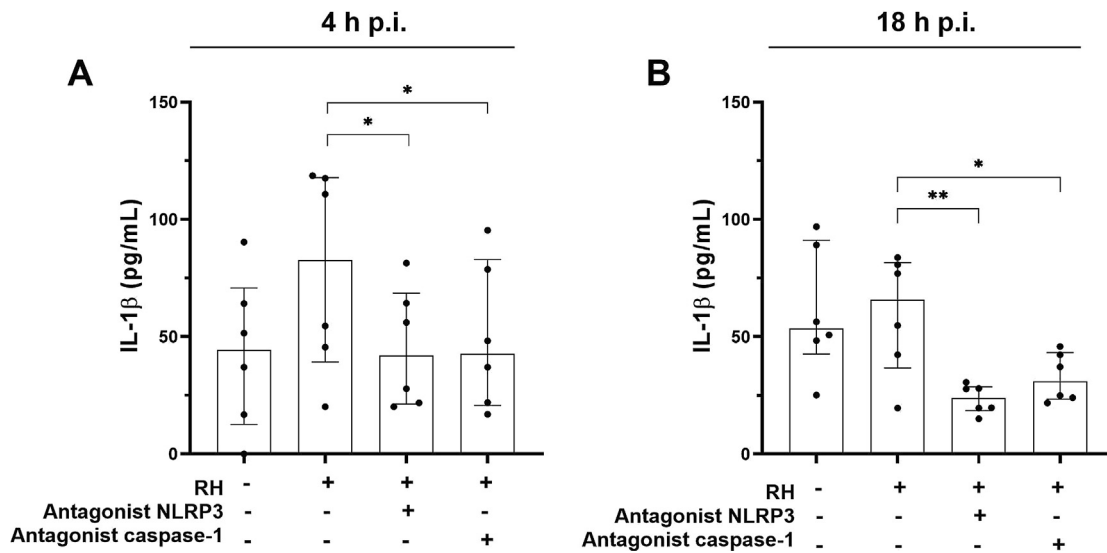 4 h p.i.
A
IL-1β (pg/mL)
150
100
50
0
*
*
RH - + + +
Antagonist NLRP3 - - + -
Antagonist caspase-1 - - - +
18 h p.i.
B
IL-1β (pg/mL)
150
100
50
0
*
**
RH - + + +
Antagonist NLRP3 - - + -
Antagonist caspase-1 - - - +